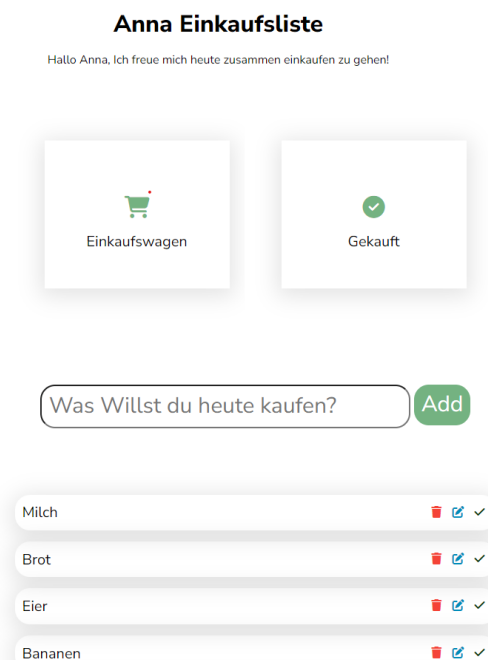 Anna Einkaufsliste
Hallo Anna, Ich freue mich heute zusammen einkaufen zu gehen!
Einkaufswagen
Gekauft
Was Willst du heute kaufen?
Add
Milch
Brot
Eier
Bananen